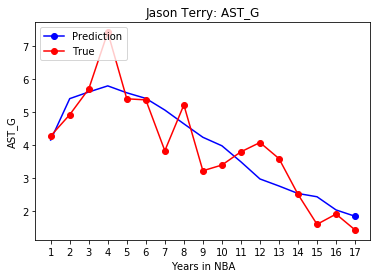 Jason Terry: AST_G
Prediction
True
AST_G
7
6
5
4
3
2
1 2 3 4 5 6 7 8 9 10 11 12 13 14 15 16 17
Years in NBA